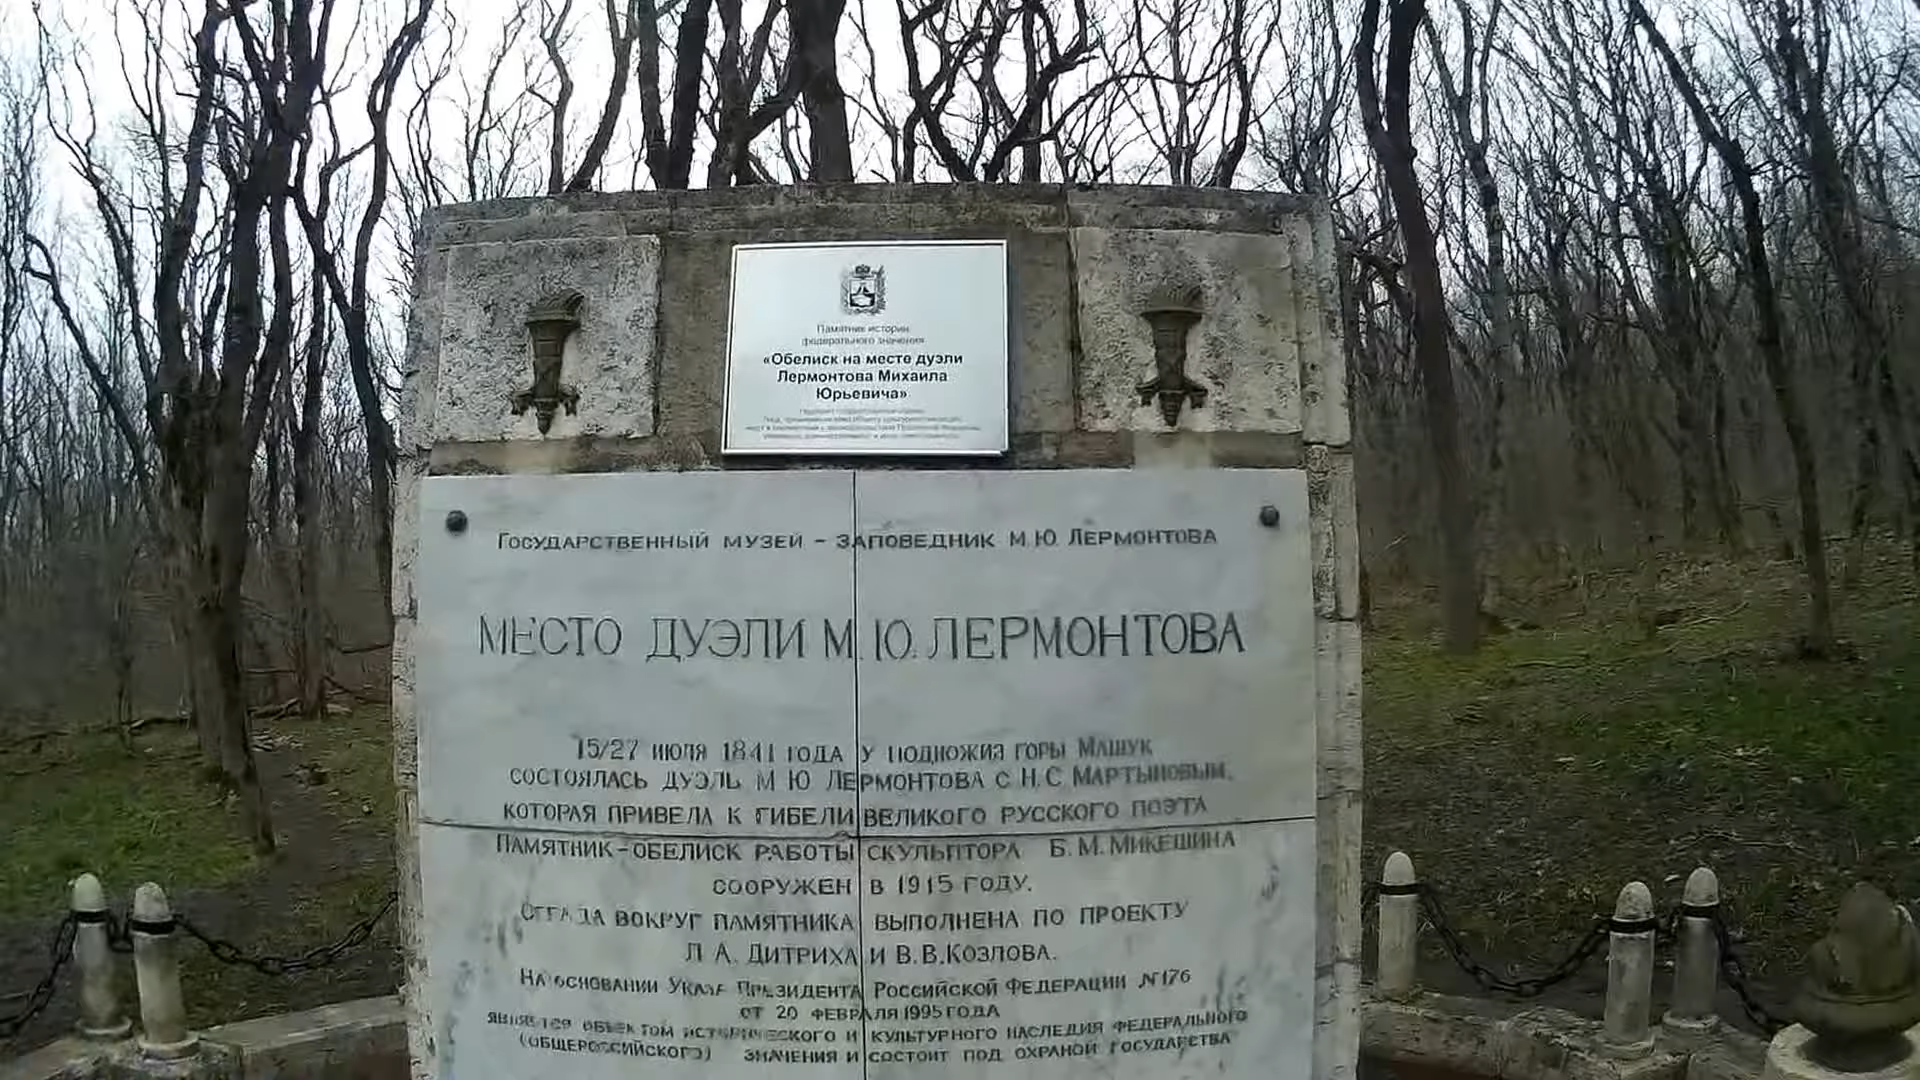 Памятник истории
федерального значения
«Обелиск на месте дуэли
Лермонтова Михаила
Юрьевича»
ГОСУДАРСТВЕННЫЙ МУЗЕЙ – ЗАПОВЕДНИК М.Ю. ЛЕРМОНТОВА
МЕСТО ДУЭЛИ М.Ю. ЛЕРМОНТОВА
15/27 ИЮЛЯ 1841 ГОДА У ПОДНОЖИЯ ГОРЫ МАШУК
СОСТОЯЛАСЬ ДУЭЛЬ М Ю ЛЕРМОНТОВА С Н.С МАРТЫНОВЫМ,
КОТОРАЯ ПРИВЕЛА К ГИБЕЛИ ВЕЛИКОГО РУССКОГО ПОЭТА
ПАМЯТНИК-ОБЕЛИСК РАБОТЫ СКУЛЬПТОРА Б.М.МИКЕШИНА
СООРУЖЕН В 1915 ГОДУ.
ОГРАДА ВОКРУГ ПАМЯТНИКА ВЫПОЛНЕНА ПО ПРОЕКТУ
Л А. ДИТРИХА И В.В.КОЗЛОВА.
НА ОСНОВАНИИ УКАЗА ПРЕЗИДЕНТА РОССИЙСКОЙ ФЕДЕРАЦИИ №176
ОТ 20 ФЕВРАЛЯ 1995 ГОДА
ЯВЛЯЕТСЯ ОБЪЕКТОМ ИСТОРИЧЕСКОГО И КУЛЬТУРНОГО НАСЛЕДИЯ ФЕДЕРАЛЬНОГО
(ОБЩЕРОССИЙСКОГО) ЗНАЧЕНИЯ И СОСТОИТ ПОД ОХРАНОЙ ГОСУДАРСТВА